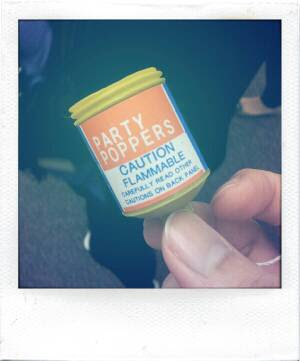 PARTY
POPPERS
CAUTION
FLAMMABLE
CAREFULLY READ OTHER
CAUTIONS ON BACK PANEL